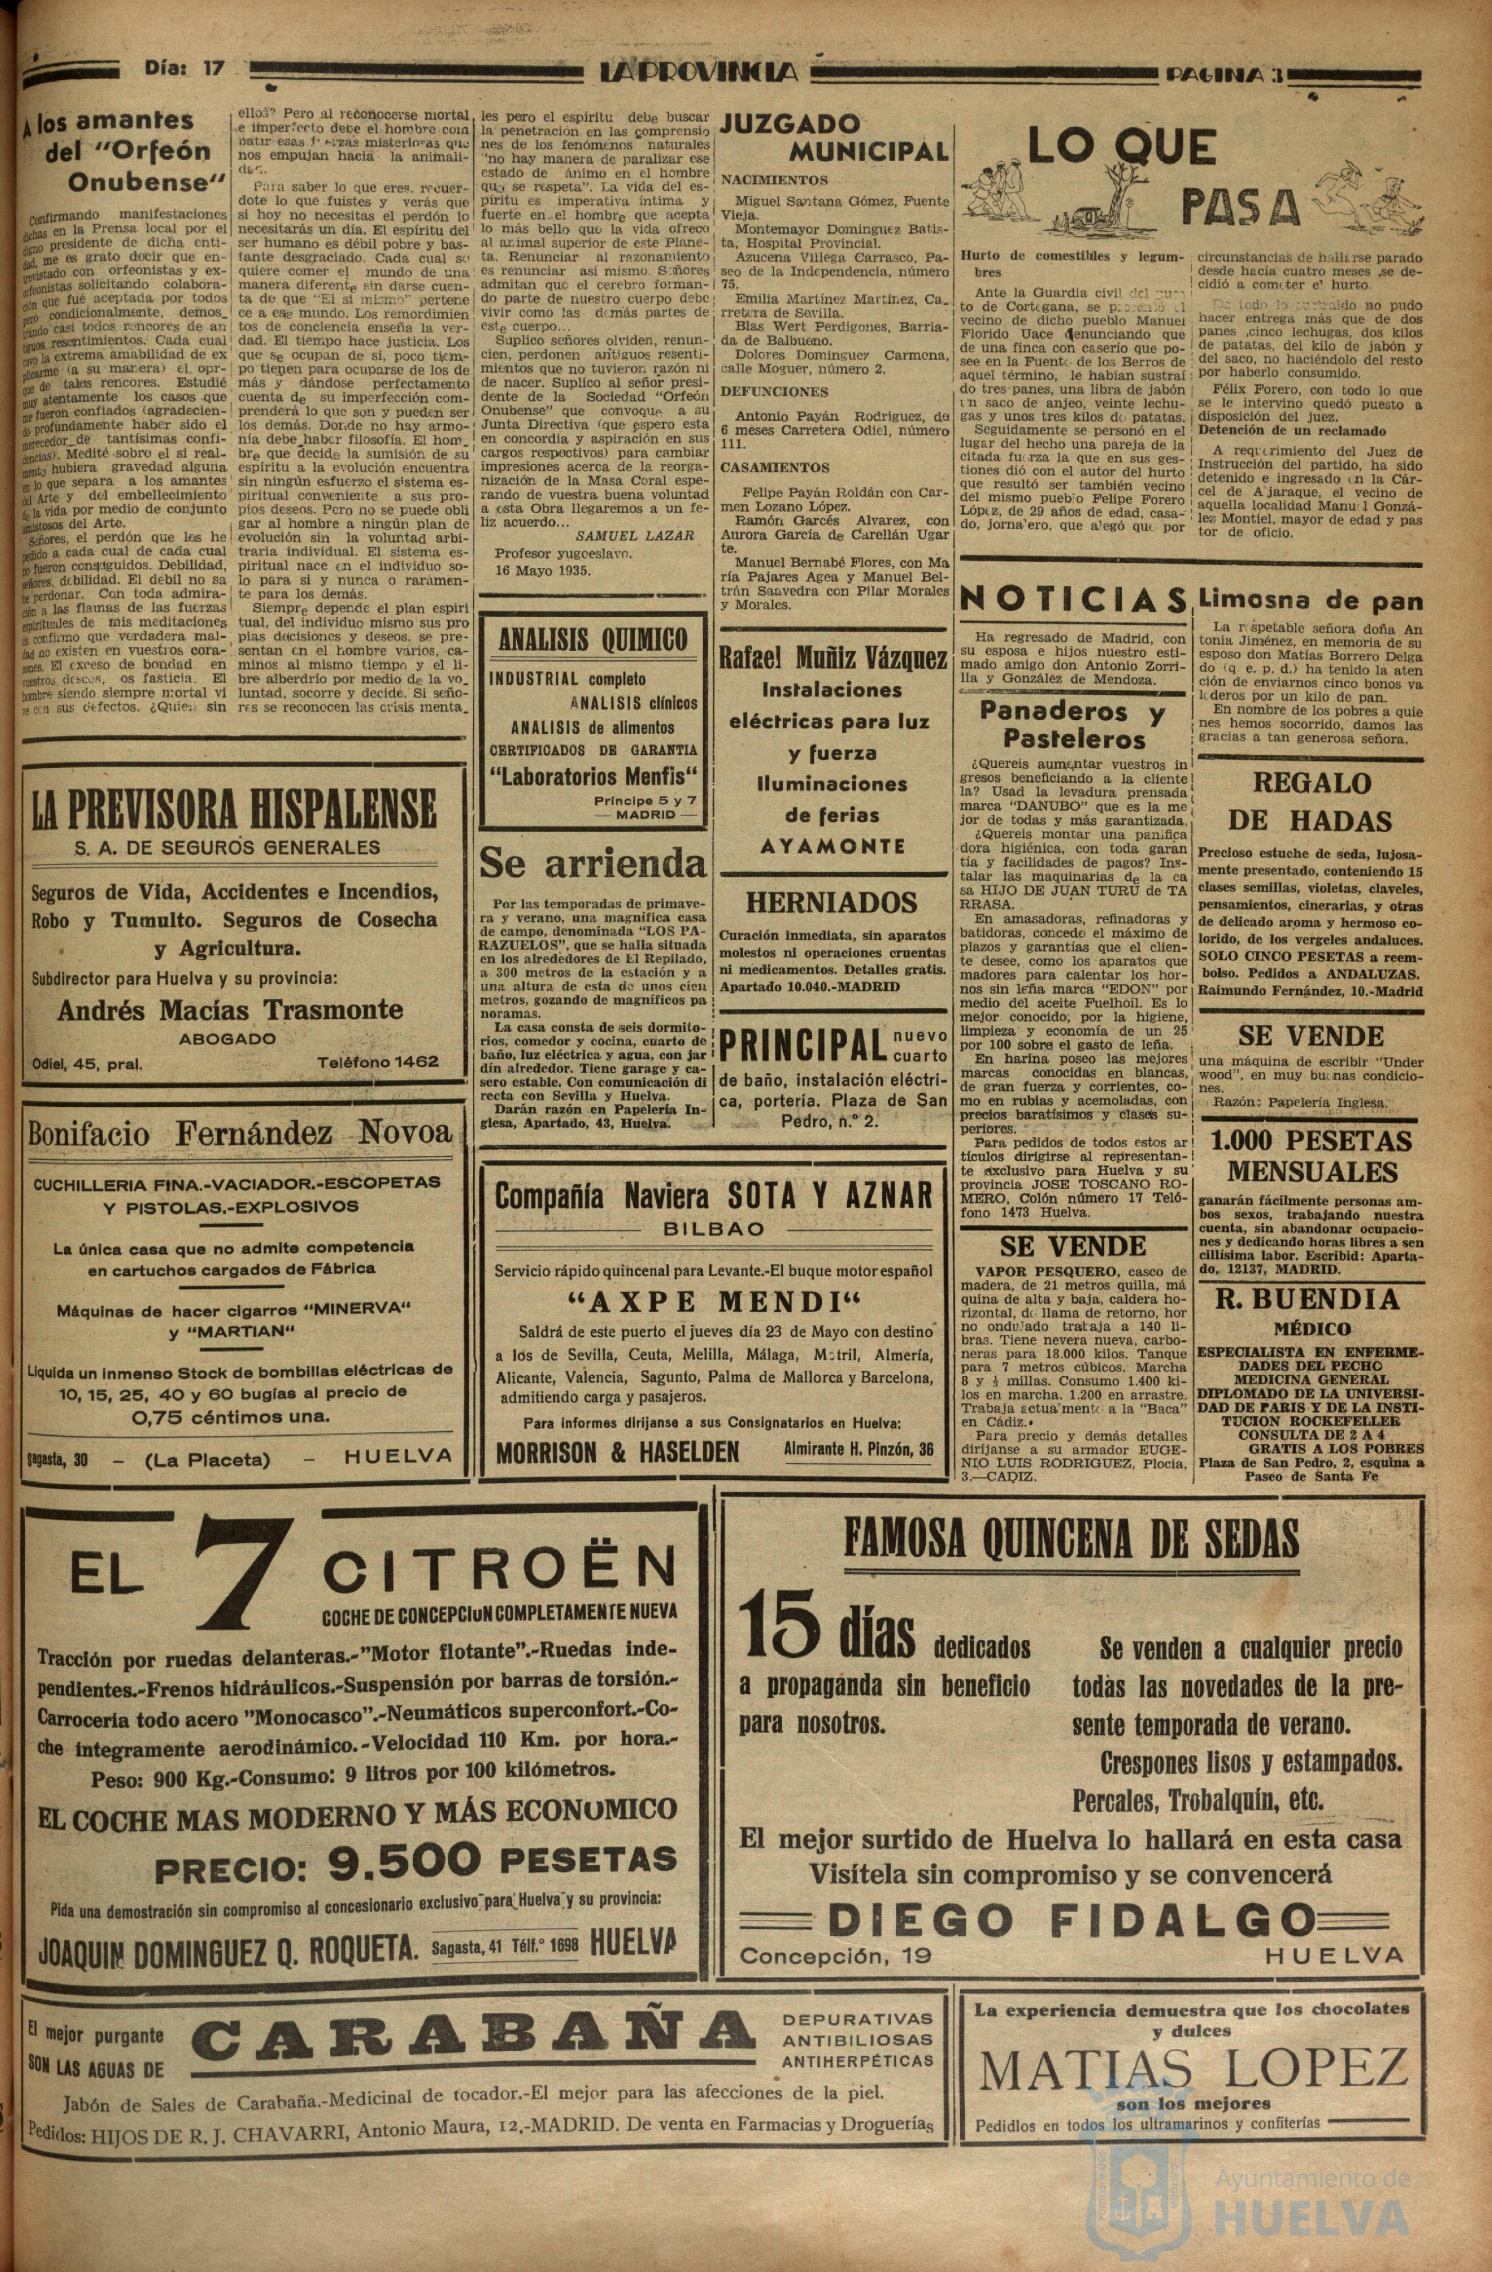 Día: 17
LA PROVINCIA
PAGINA 3
A los amantes
del "Orfeón
Onubense"
Confirmando manifestaciones
dichas en la Prensa local por el
digno presidente de dicha enti-
dad, me es grato decir que en-
trevistado con orfeonistas y ex-
orfeonistas solicitando colabora-
ción que fué aceptada por todos
pero condicionalmente, demos_
trando casi todos rencores de an
tiguos resentimientos. Cada cual
tuvo la extrema amabilidad de ex
plicarme (a su manera) el opr-
que de tales rencores. Estudié
muy atentamente los casos que
me fueron confiados (agradecien-
do profundamente haber sido el
merecedor de tantísimas confi-
dencias). Medité sobre el si real-
mente hubiera gravedad alguna
en lo que separa a los amantes
del Arte y del embellecimiento
de la vida por medio de conjunto
amistosos del Arte.
Señores, el perdón que les he
pedido a cada cual de cada cual
no fueron conseguidos. Debilidad,
señores, debilidad. El debil no sa
be perdonar. Con toda admira-
ción a las flamas de las fuerzas
espirituales de mis meditaciones
os confirmo que verdadera mal-
dad no existen en vuestros cora-
zones. El exceso de bondad en
vuestros deseos, os fasticia. El
hombre siendo siempre mortal vi
ve con sus defectos. ¿Quien sin
ellos? Pero al reconocerse mortal
e imperfecto debe el hombre com
batir esas fuerzas misteriosas que
nos empujan hacia la animali-
dad.
Para saber lo que eres, recuer-
dote lo que fuistes y verás que
si hoy no necesitas el perdón lo
necesitarás un día. El espíritu del
ser humano es débil pobre y bas-
tante desgraciado. Cada cual se
quiere comer el mundo de una
manera diferente sin darse cuen-
ta de que "El si mismo" pertene
ce a ese mundo. Los remordimien
tos de conciencia enseña la ver-
dad. El tiempo hace justicia. Los
que se ocupan de sí, poco tiem-
po tienen para ocuparse de los de
más y dándose perfectamente
cuenta de su imperfección com-
prenderá lo que son y pueden ser
los demás. Donde no hay armo-
nía debe haber filosofía. El hom_
bre que decide la sumisión de su
espíritu a la evolución encuentra
sin ningún esfuerzo el sistema es-
piritual conveniente a sus pro-
pios deseos. Pero no se puede obli
gar al hombre a ningún plan de
evolución sin la voluntad arbi-
traria individual. El sistema es-
piritual nace en el individuo so-
lo para si y nunca o raramen-
te para los demás.
Siempre depende el plan espiri
tual, del individuo mismo sus pro
pias decisiones y deseos, se pre-
sentan en el hombre varios, ca-
minos al mismo tiempo y el li-
bre alberdrío por medio de la vo_
luntad, socorre y decide. Si seño-
res se reconocen las crisis menta_
les pero el espíritu debe buscar
la penetración en las comprensio
nes de los fenómenos naturales
"no hay manera de paralizar ese
estado de ánimo en el hombre
que se respeta". La vida del es-
píritu es imperativa íntima y
fuerte en el hombre que acepta
lo más bello que la vida ofrece
al animal superior de este Plane-
ta. Renunciar al razonamiento
es renunciar asi mismo. Señores
admitan que el cerebro forman-
do parte de nuestro cuerpo debe
vivir como las demás partes de
este cuerpo...
Suplico señores olviden, renun-
cien, perdonen antiguos resenti-
mientos que no tuvieron razón ni
de nacer. Suplico al señor presi-
dente de la Sociedad "Orfeón
Onubense" que convoque a su
Junta Directiva (que espero esta
en concordia y aspiración en sus
cargos respectivos) para cambiar
impresiones acerca de la reorga-
nización de la Masa Coral espe-
rando de vuestra buena voluntad
a esta Obra llegaremos a un fe-
liz acuerdo...
SAMUEL LAZAR
Profesor yugoeslavo.
16 Mayo 1935.
JUZGADO
MUNICIPAL
NACIMIENTOS
Miguel Santana Gómez, Fuente
Vieja.
Montemayor Dominguez Batis-
ta, Hospital Provincial.
Azucena Villega Carrasco, Pa-
seo de la Independencia, número
75.
Emilia Martínez Martínez, Ca_
rretera de Sevilla.
Blas Wert Perdigones, Barria-
da de Balbueno.
Dolores Dominguez Carmena,
calle Moguer, número 2.
DEFUNCIONES
Antonio Payán Rodriguez, de
6 meses Carretera Odiel, número
111.
CASAMIENTOS
Felipe Payán Roldán con Car-
men Lozano López.
Ramón Garcés Alvarez, con
Aurora García de Carellán Ugar
te.
Manuel Bernabé Flores, con Ma
ría Pajares Agea y Manuel Bel-
trán Saavedra con Pilar Morales
y Morales.
LO QUE
PASA
Hurto de comestibles y legum-
bres
Ante la Guardia civil del pues
to de Cortegana, se presentó el
vecino de dicho pueblo Manuel
Florido Uace denunciando que
de una finca con caserío que po-
see en la Fuente de los Berros de
aquel término, le habían sustraí
do tres panes, una libra de jabón
un saco de anjeo, veinte lechu-
gas y unos tres kilos de patatas.
Seguidamente se personó en el
lugar del hecho una pareja de la
citada fuerza la que en sus ges-
tiones dió con el autor del hurto
que resultó ser también vecino
del mismo pueblo Felipe Forero
López, de 29 años de edad, casa-
do, jornalero, que alegó que por
circunstancias de hallarse parado
desde hacia cuatro meses ,se de-
cidió a cometer el hurto.
De todo lo sustraido no pudo
hacer entrega más que de dos
panes ,cinco lechugas, dos kilos
de patatas, del kilo de jabón y
del saco, no haciéndolo del resto
por haberlo consumido.
Félix Forero, con todo lo que
se le intervino quedó puesto a
disposición del juez.
Detención de un reclamado
A requerimiento del Juez de
Instrucción del partido, ha sido
detenido e ingresado en la Cár-
cel de Aljaraque, el vecino de
aquella localidad Manuel Gonzá-
lez Montiel, mayor de edad y pas
tor de oficio.
NOTICIAS
Ha regresado de Madrid, con
su esposa e hijos nuestro esti-
mado amigo don Antonio Zorri-
lla y González de Mendoza.
Panaderos y
Pasteleros
¿Quereis aumentar vuestros in
gresos beneficiando a la cliente
la? Usad la levadura prensada
marca "DANUBO" que es la me
jor de todas y más garantizada.
¿Quereis montar una panifica
dora higiénica, con toda garan
tía y facilidades de pagos? Ins-
talar las maquinarias de la ca
sa HIJO DE JUAN TURÚ de TA
RRASA.
En amasadoras, refinadoras y
batidoras, concede el máximo de
plazos y garantías que el clien-
te desee, como los aparatos que
madores para calentar los hor-
nos sin leña marca "EDON" por
medio del aceite Fuelhoil. Es lo
mejor conocido, por la higiene,
limpieza y economía de un 25
por 100 sobre el gasto de leña.
En harina poseo las mejores
marcas conocidas en blancas,
de gran fuerza y corrientes, co-
mo en rubias y acemoladas, con
precios baratísimos y clases su-
periores.
Para pedidos de todos estos ar
tículos dirigirse al representan-
te exclusivo para Huelva y su
provincia JOSE TOSCANO RO-
MERO, Colón número 17 Teló-
fono 1473 Huelva.
SE VENDE
VAPOR PESQUERO, casco de
madera, de 21 metros quilla, má
quina de alta y baja, caldera ho-
rizontal, de llama de retorno, hor
no ondulado trabaja a 140 li-
bras. Tiene nevera nueva, carbo-
neras para 18.000 kilos. Tanque
para 7 metros cúbicos. Marcha
8 y ½ millas. Consumo 1.400 ki-
los en marcha. 1.200 en arrastre.
Trabaja actualmente a la "Baca"
en Cádiz.
Para precio y demás detalles
diríjanse a su armador EUGE-
NIO LUIS RODRIGUEZ, Plocia,
3.—CADIZ.
Limosna de pan
La respetable señora doña An
tonia Jiménez, en memoria de su
esposo don Matías Borrero Delga
do (q. e. p. d.) ha tenido la aten
ción de enviarnos cinco bonos va
lederos por un kilo de pan.
En nombre de los pobres a quie
nes hemos socorrido, damos las
gracias a tan generosa señora.
REGALO
DE HADAS
Precioso estuche de seda, lujosa-
mente presentado, conteniendo 15
clases semillas, violetas, claveles,
pensamientos, cinerarias, y otras
de delicado aroma y hermoso co-
lorido, de los vergeles andaluces.
SOLO CINCO PESETAS a reem-
bolso. Pedidos a ANDALUZAS.
Raimundo Fernández, 10.-Madrid
SE VENDE
una máquina de escribir "Under
wood", en muy buenas condicio-
nes.
Razón: Papelería Inglesa.
1.000 PESETAS
MENSUALES
ganarán fácilmente personas am-
bos sexos, trabajando nuestra
cuenta, sin abandonar ocupacio-
nes y dedicando horas libres a sen
cillísima labor. Escribid: Aparta-
do, 12137, MADRID.
R. BUENDIA
MÉDICO
ESPECIALISTA EN ENFERME-
DADES DEL PECHO
MEDICINA GENERAL
DIPLOMADO DE LA UNIVERSI-
DAD DE PARIS Y DE LA INSTI-
TUCION ROCKEFELLER
CONSULTA DE 2 A 4
GRATIS A LOS POBRES
Plaza de San Pedro, 2, esquina a
Paseo de Santa Fe
LA PREVISORA HISPALENSE
S. A. DE SEGUROS GENERALES
Seguros de Vida, Accidentes e Incendios,
Robo y Tumulto. Seguros de Cosecha
y Agricultura.
Subdirector para Huelva y su provincia:
Andrés Macías Trasmonte
ABOGADO
Odiel, 45, pral.
Teléfono 1462
Bonifacio Fernández Novoa
CUCHILLERIA FINA.-VACIADOR.-ESCOPETAS
Y PISTOLAS.-EXPLOSIVOS
La única casa que no admite competencia
en cartuchos cargados de Fábrica
Máquinas de hacer cigarros "MINERVA"
y "MARTIAN"
Liquida un inmenso Stock de bombillas eléctricas de
10, 15, 25, 40 y 60 bugías al precio de
0,75 céntimos una.
Sagasta, 30 – (La Placeta) – HUELVA
ANALISIS QUIMICO
INDUSTRIAL completo
ANALISIS clínicos
ANALISIS de alimentos
CERTIFICADOS DE GARANTIA
"Laboratorios Menfis"
Príncipe 5 y 7
— MADRID —
Se arrienda
Por las temporadas de primave-
ra y verano, una magnífica casa
de campo, denominada "LOS PA-
RAZUELOS", que se halla situada
en los alrededores de El Repilado,
a 300 metros de la estación y a
una altura de esta de unos cien
metros, gozando de magníficos pa
noramas.
La casa consta de seis dormito-
rios, comedor y cocina, cuarto de
baño, luz eléctrica y agua, con jar
dín alrededor. Tiene garage y ca-
sero estable. Con comunicación di
recta con Sevilla y Huelva.
Darán razón en Papelería In-
glesa, Apartado, 43, Huelva.
Rafael Muñiz Vázquez
Instalaciones
eléctricas para luz
y fuerza
Iluminaciones
de ferias
AYAMONTE
HERNIADOS
Curación inmediata, sin aparatos
molestos ni operaciones cruentas
ni medicamentos. Detalles gratis.
Apartado 10.040.-MADRID
PRINCIPAL nuevo
cuarto
de baño, instalación eléctri-
ca, portería. Plaza de San
Pedro, n.º 2.
Compañía Naviera SOTA Y AZNAR
BILBAO
Servicio rápido quincenal para Levante.-El buque motor español
"AXPE MENDI"
Saldrá de este puerto el jueves día 23 de Mayo con destino
a los de Sevilla, Ceuta, Melilla, Málaga, Motril, Almería,
Alicante, Valencia, Sagunto, Palma de Mallorca y Barcelona,
admitiendo carga y pasajeros.
Para informes diríjanse a sus Consignatarios en Huelva:
MORRISON & HASELDEN Almirante H. Pinzón, 36
EL 7 CITROËN
COCHE DE CONCEPCION COMPLETAMENTE NUEVA
Tracción por ruedas delanteras.-"Motor flotante".-Ruedas inde-
pendientes.-Frenos hidráulicos.-Suspensión por barras de torsión.-
Carrocería todo acero "Monocasco".-Neumáticos superconfort.-Co-
che integramente aerodinámico.-Velocidad 110 Km. por hora.-
Peso: 900 Kg.-Consumo: 9 litros por 100 kilómetros.
EL COCHE MAS MODERNO Y MÁS ECONOMICO
PRECIO: 9.500 PESETAS
Pida una demostración sin compromiso al concesionario exclusivo para Huelva y su provincia:
JOAQUIN DOMINGUEZ Q. ROQUETA. Sagasta, 41 Télf.º 1698 HUELVA
FAMOSA QUINCENA DE SEDAS
15 días dedicados
a propaganda sin beneficio
para nosotros.
Se venden a cualquier precio
todas las novedades de la pre-
sente temporada de verano.
Crespones lisos y estampados.
Percales, Trobalquín, etc.
El mejor surtido de Huelva lo hallará en esta casa
Visítela sin compromiso y se convencerá
DIEGO FIDALGO
Concepción, 19
HUELVA
El mejor purgante
SON LAS AGUAS DE
CARABAÑA
DEPURATIVAS
ANTIBILIOSAS
ANTIHERPÉTICAS
Jabón de Sales de Carabaña.-Medicinal de tocador.-El mejor para las afecciones de la piel.
Pedidos: HIJOS DE R. J. CHAVARRI, Antonio Maura, 12.-MADRID. De venta en Farmacias y Droguerías
La experiencia demuestra que los chocolates
y dulces
MATIAS LOPEZ
son los mejores
Pedidlos en todos los ultramarinos y confiterías
Ayuntamiento de
HUELVA